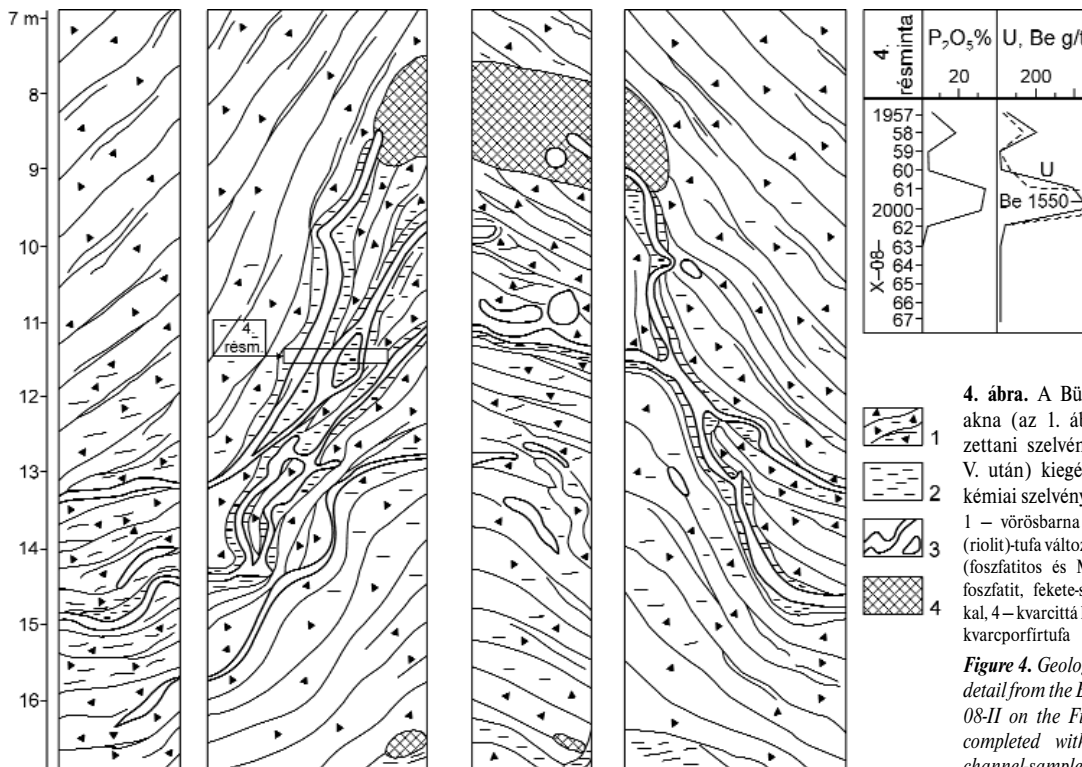 7 m
8
9
10
11
12
13
14
15
16
4.
résm.
4.
résminta
P₂O₅%
U, Be g/t
20
200
X–08–
1957
58
59
60
61
2000
62
63
64
65
66
67
U
Be 1550
1
2
3
4
4. ábra. A Bü
akna (az 1. áb
zettani szelvén
V. után) kiegé
kémiai szelvény
1 – vörösbarna
(riolit)-tufa változ
(foszfatitos és M
foszfatit, fekete-s
kal, 4 – kvarcittá
kvarcporfirtufa
Figure 4. Geolog
detail from the B
08-II on the Fi
completed with
channel sample